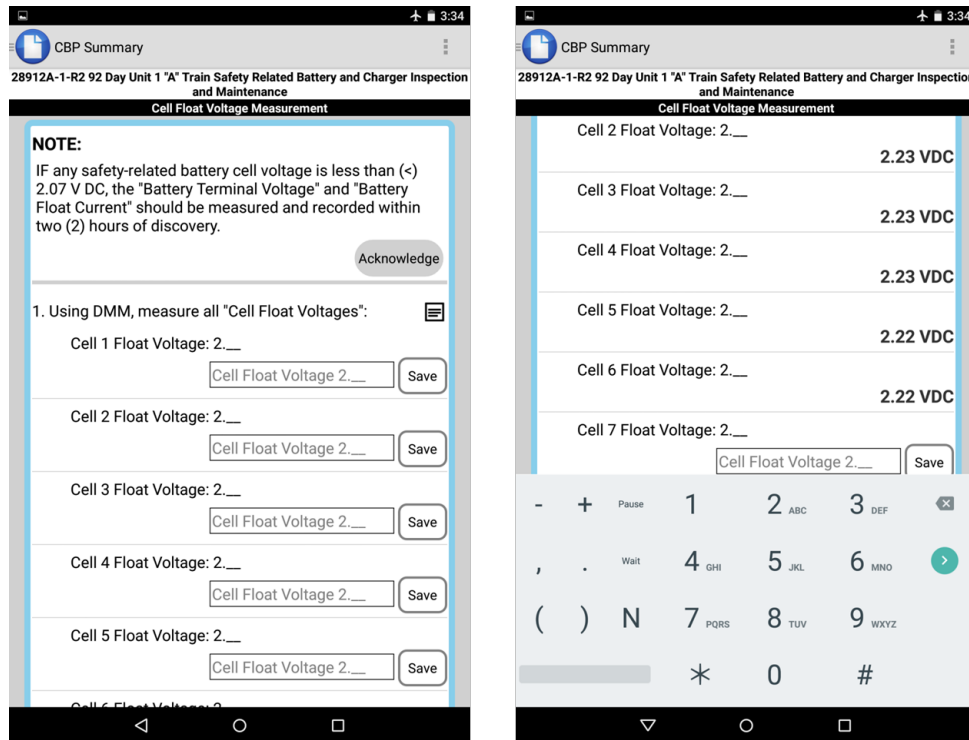 3:34
CBP Summary
28912A-1-R2 92 Day Unit 1 "A" Train Safety Related Battery and Charger Inspection
and Maintenance
Cell Float Voltage Measurement
NOTE:
IF any safety-related battery cell voltage is less than (<)
2.07 V DC, the "Battery Terminal Voltage" and "Battery
Float Current" should be measured and recorded within
two (2) hours of discovery.
Acknowledge
1. Using DMM, measure all "Cell Float Voltages":
Cell 1 Float Voltage: 2.__
Cell Float Voltage 2.__ Save
Cell 2 Float Voltage: 2.__
Cell Float Voltage 2.__ Save
Cell 3 Float Voltage: 2.__
Cell Float Voltage 2.__ Save
Cell 4 Float Voltage: 2.__
Cell Float Voltage 2.__ Save
Cell 5 Float Voltage: 2.__
Cell Float Voltage 2.__ Save
Cell 6 Float Voltage: 2.
3:34
CBP Summary
28912A-1-R2 92 Day Unit 1 "A" Train Safety Related Battery and Charger Inspectio
and Maintenance
Cell Float Voltage Measurement
Cell 2 Float Voltage: 2.__
2.23 VDC
Cell 3 Float Voltage: 2.__
2.23 VDC
Cell 4 Float Voltage: 2.__
2.23 VDC
Cell 5 Float Voltage: 2.__
2.22 VDC
Cell 6 Float Voltage: 2.__
2.22 VDC
Cell 7 Float Voltage: 2.__
Cell Float Voltage 2.__ Save
- + Pause 1 2 ABC 3 DEF
, . Wait 4 GHI 5 JKL 6 MNO
( ) N 7 PQRS 8 TUV 9 WXYZ
* 0 #